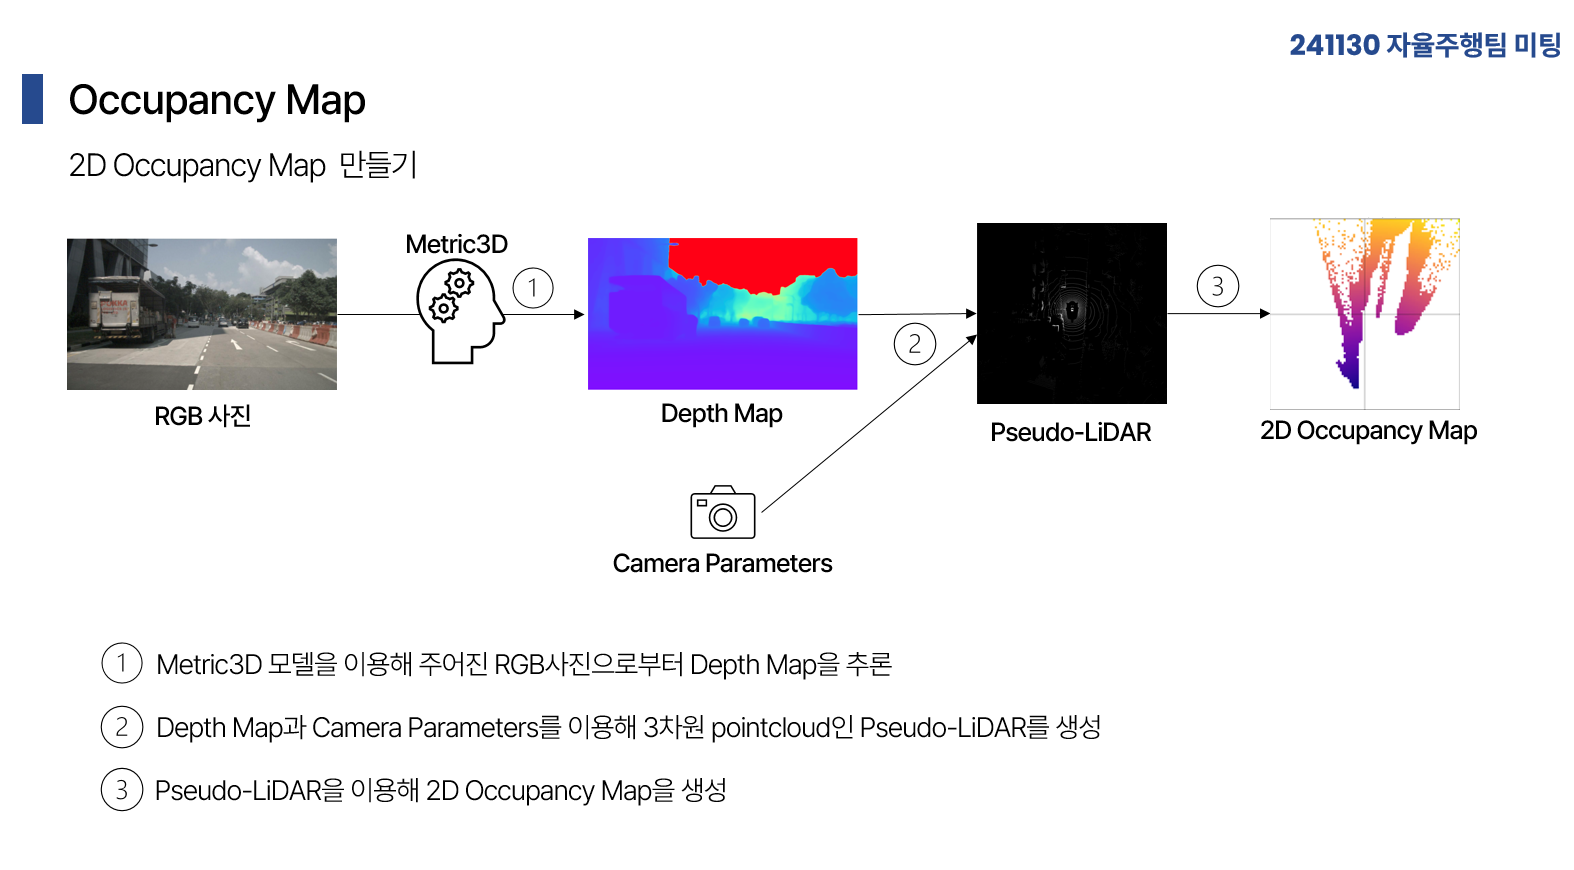 241130 자율주행팀 미팅
Occupancy Map
2D Occupancy Map 만들기
Metric3D
1
2
3
RGB 사진
Depth Map
Pseudo-LiDAR
2D Occupancy Map
Camera Parameters
1 Metric3D 모델을 이용해 주어진 RGB사진으로부터 Depth Map을 추론
2 Depth Map과 Camera Parameters를 이용해 3차원 pointcloud인 Pseudo-LiDAR를 생성
3 Pseudo-LiDAR을 이용해 2D Occupancy Map을 생성